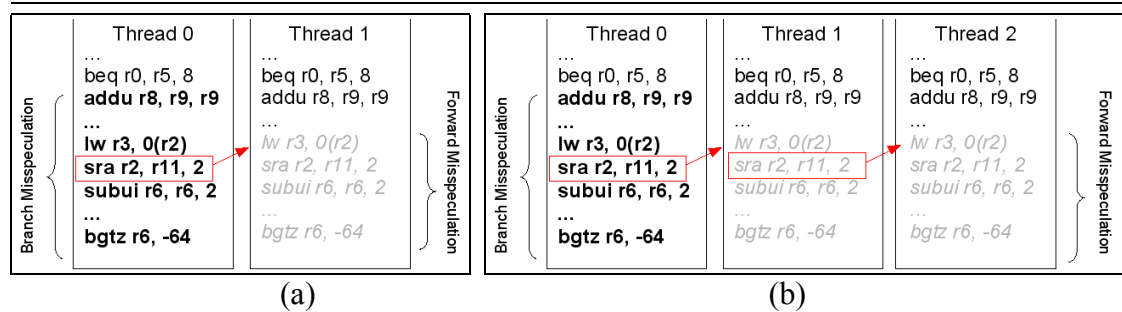 Thread 0
...
beq r0, r5, 8
addu r8, r9, r9
...
lw r3, 0(r2)
sra r2, r11, 2
subui r6, r6, 2
...
bgtz r6, -64
Branch Misspeculation
Thread 1
...
beq r0, r5, 8
addu r8, r9, r9
...
lw r3, 0(r2)
sra r2, r11, 2
subui r6, r6, 2
...
bgtz r6, -64
Forward Misspeculation
(a)
Thread 0
...
beq r0, r5, 8
addu r8, r9, r9
...
lw r3, 0(r2)
sra r2, r11, 2
subui r6, r6, 2
...
bgtz r6, -64
Branch Misspeculation
Thread 1
...
beq r0, r5, 8
addu r8, r9, r9
...
lw r3, 0(r2)
sra r2, r11, 2
subui r6, r6, 2
...
bgtz r6, -64
Thread 2
...
beq r0, r5, 8
addu r8, r9, r9
...
lw r3, 0(r2)
sra r2, r11, 2
subui r6, r6, 2
...
bgtz r6, -64
Forward Misspeculation
(b)